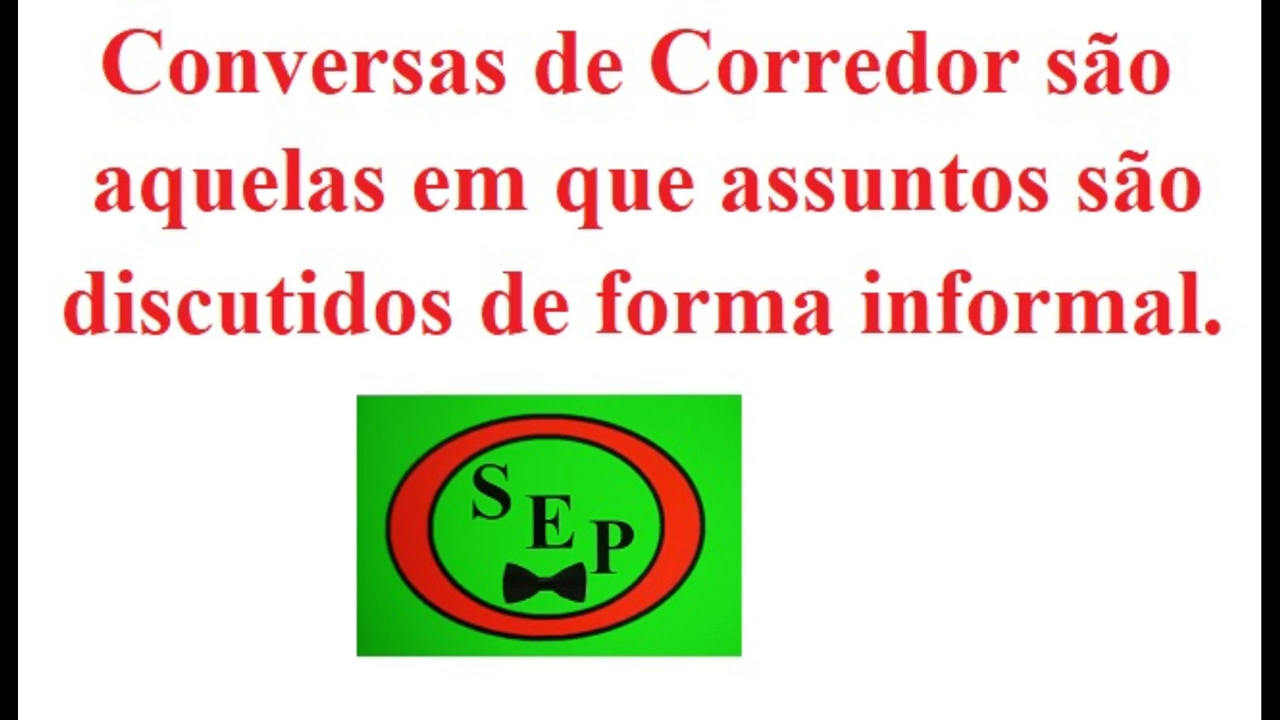 Conversas de Corredor são
aquelas em que assuntos são
discutidos de forma informal.
SEP